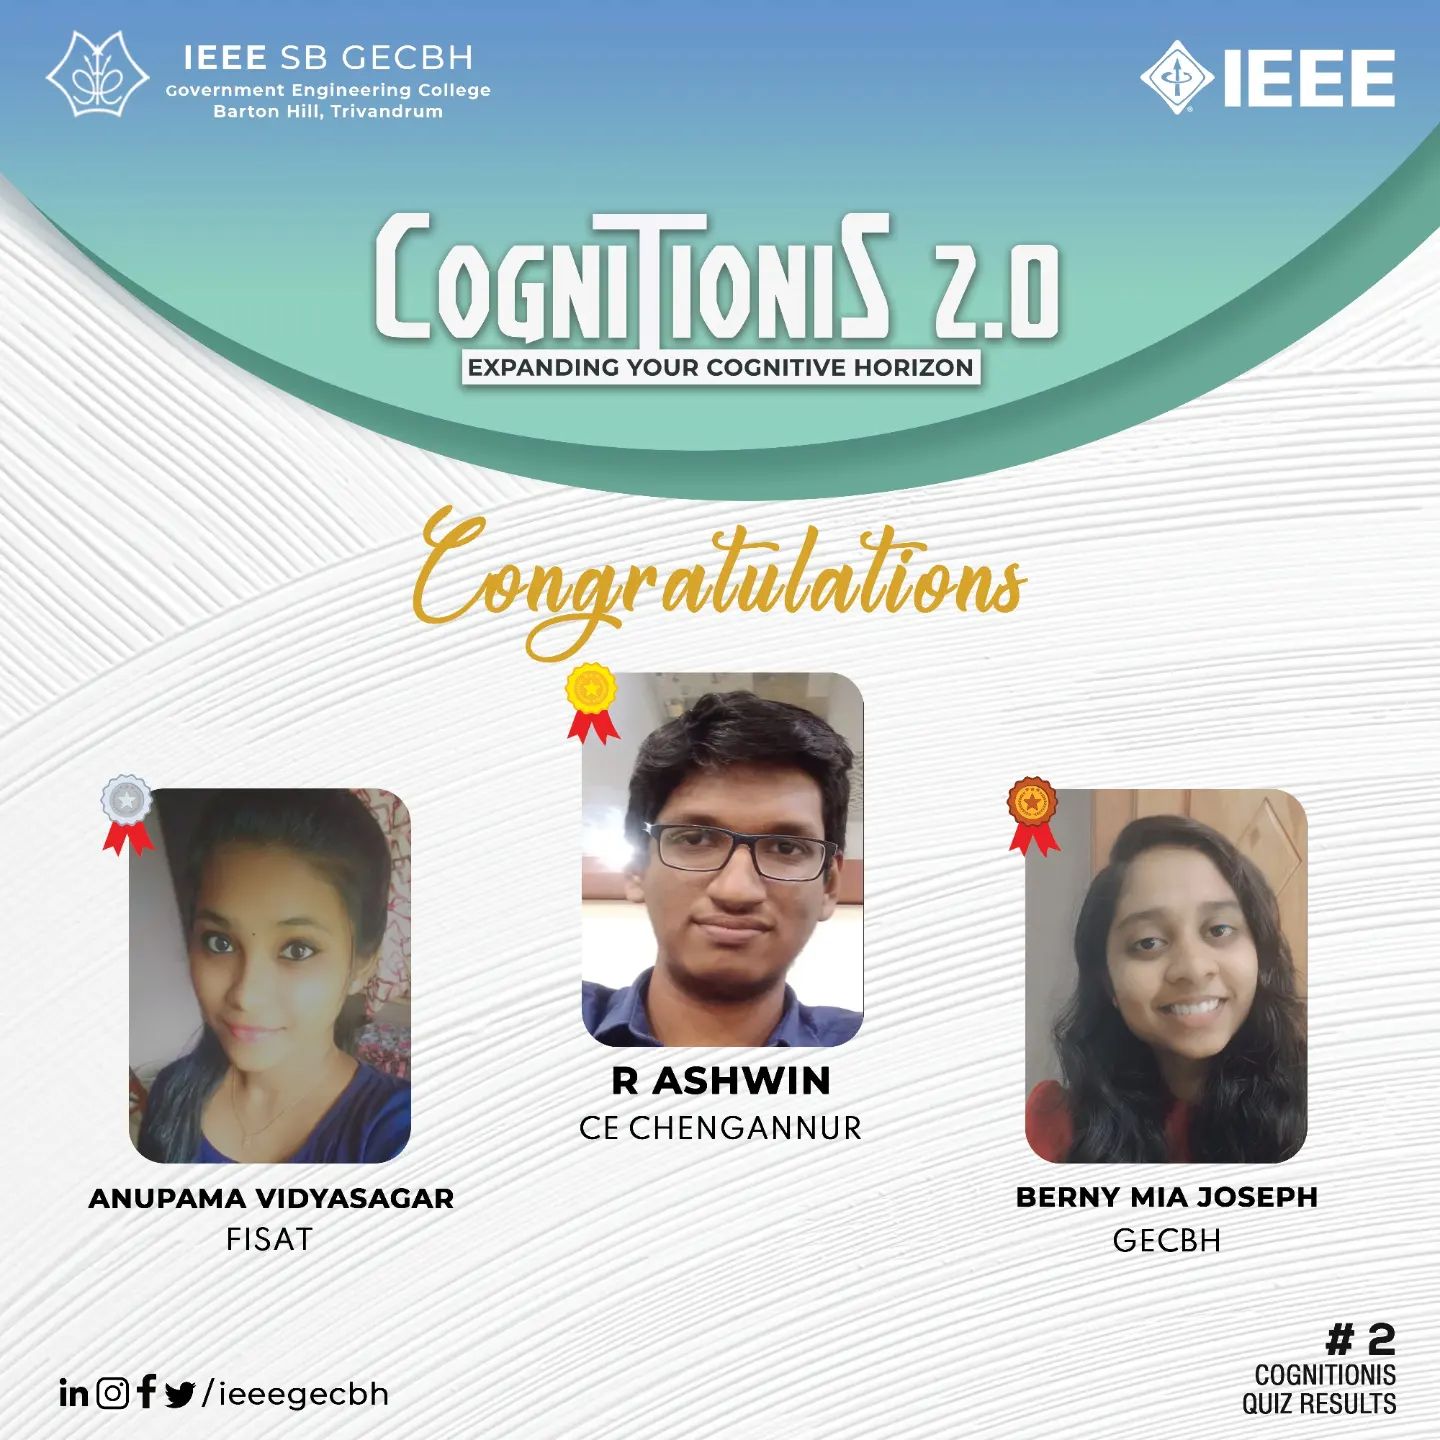 IEEE SB GECBH
Government Engineering College
Barton Hill, Trivandrum
IEEE
COGNITIONIS 2.0
EXPANDING YOUR COGNITIVE HORIZON
Congratulations
R ASHWIN
CE CHENGANNUR
ANUPAMA VIDYASAGAR
FISAT
BERNY MIA JOSEPH
GECBH
# 2
COGNITIONIS
QUIZ RESULTS
/ieeegecbh